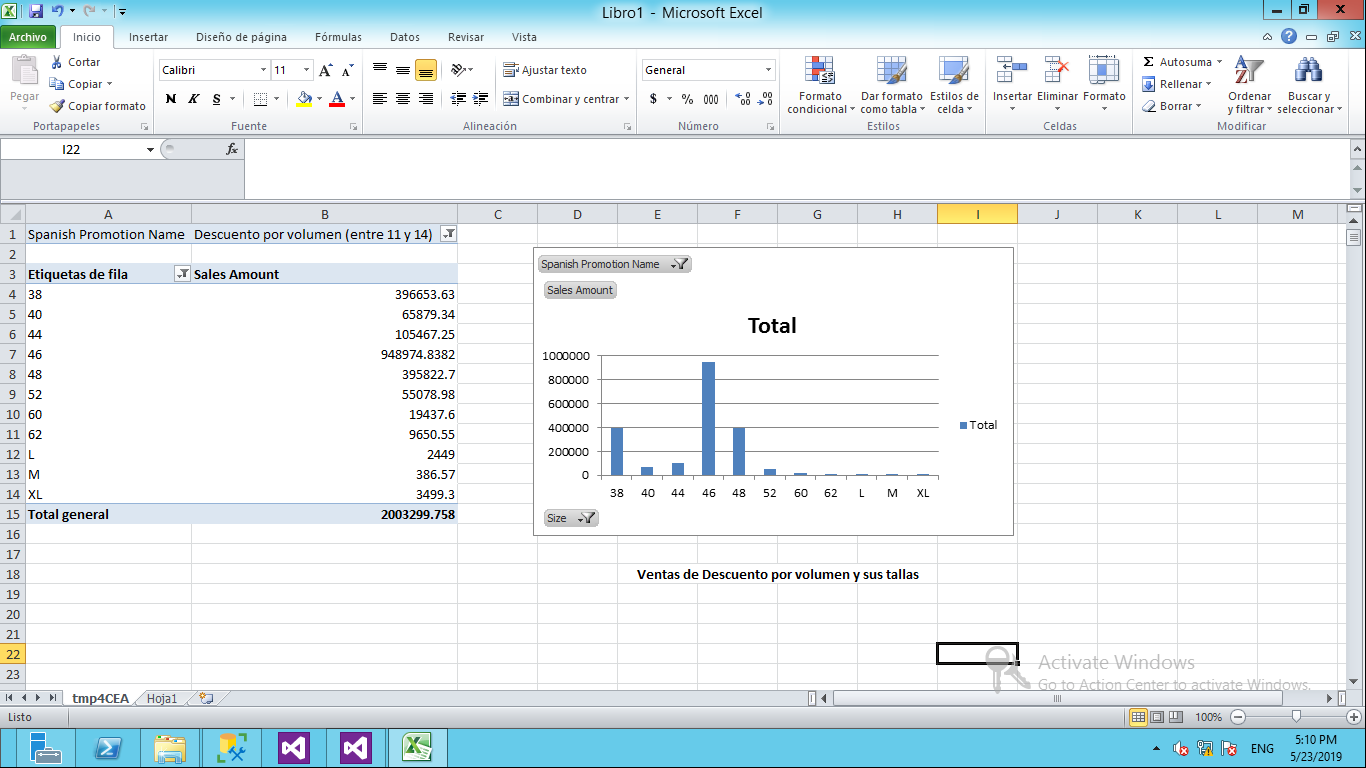 Libro1 - Microsoft Excel
Archivo Inicio Insertar Diseño de página Fórmulas Datos Revisar Vista
Pegar
Cortar
Copiar
Copiar formato
Portapapeles
Calibri 11
N K S
Fuente
Ajustar texto
Combinar y centrar
Alineación
General
$ % 000
Número
Formato condicional
Dar formato como tabla
Estilos de celda
Estilos
Insertar Eliminar Formato
Celdas
Autosuma
Rellenar
Borrar
Ordenar y filtrar
Buscar y seleccionar
Modificar
I22 fx
A B C D E F G H I J K L M
1 Spanish Promotion Name Descuento por volumen (entre 11 y 14)
2
3 Etiquetas de fila Sales Amount
4 38 396653.63
5 40 65879.34
6 44 105467.25
7 46 948974.8382
8 48 395822.7
9 52 55078.98
10 60 19437.6
11 62 9650.55
12 L 2449
13 M 386.57
14 XL 3499.3
15 Total general 2003299.758
16
17
18
19
20
21
22
23
Spanish Promotion Name
Sales Amount
Total
1000000
800000
600000
400000
200000
0
38 40 44 46 48 52 60 62 L M XL
Total
Size
Ventas de Descuento por volumen y sus tallas
Activate Windows
Go to Action Center to activate Windows.
tmp4CEA Hoja1
Listo 100%
ENG
5:10 PM
5/23/2019